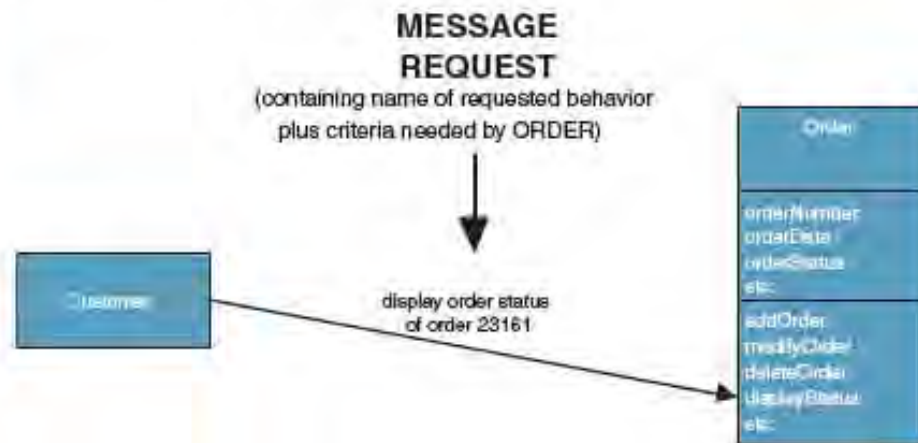 MESSAGE
REQUEST
(containing name of requested behavior
plus criteria needed by ORDER)
Order
orderNumber
orderDate
orderStatus
etc.
Customer
display order status
of order 23161
addOrder
modifyOrder
deleteOrder
displayStatus
etc.